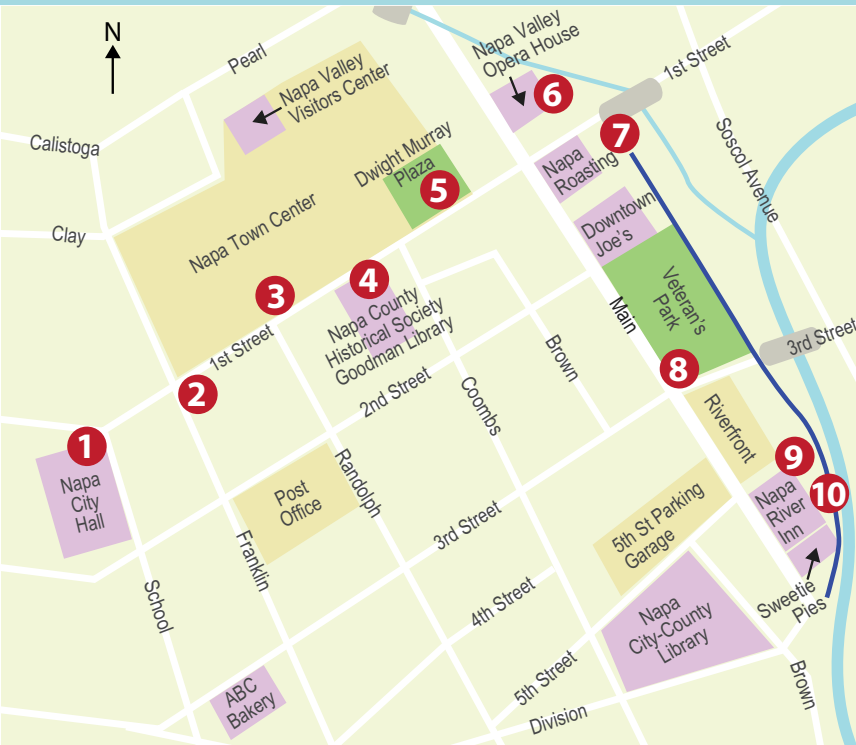 N
Pearl
Napa Valley
Opera House
1st Street
Napa Valley
Visitors Center
6
7
Calistoga
Dwight Murray
Plaza
5
Napa
Roasting
Soscol Avenue
Clay
Napa Town Center
Downtown
Joe's
4
3
Veteran's
Park
Napa County
Historical Society
Goodman Library
Main
1st Street
Brown
3rd Street
2
2nd Street
8
Coombs
Riverfront
1
Napa
City
Hall
Randolph
9
10
Post
Office
Napa
River
Inn
5th St Parking
Garage
3rd Street
Franklin
Sweetie
Pies
School
4th Street
Napa
City-County
Library
5th Street
ABC
Bakery
Brown
Division